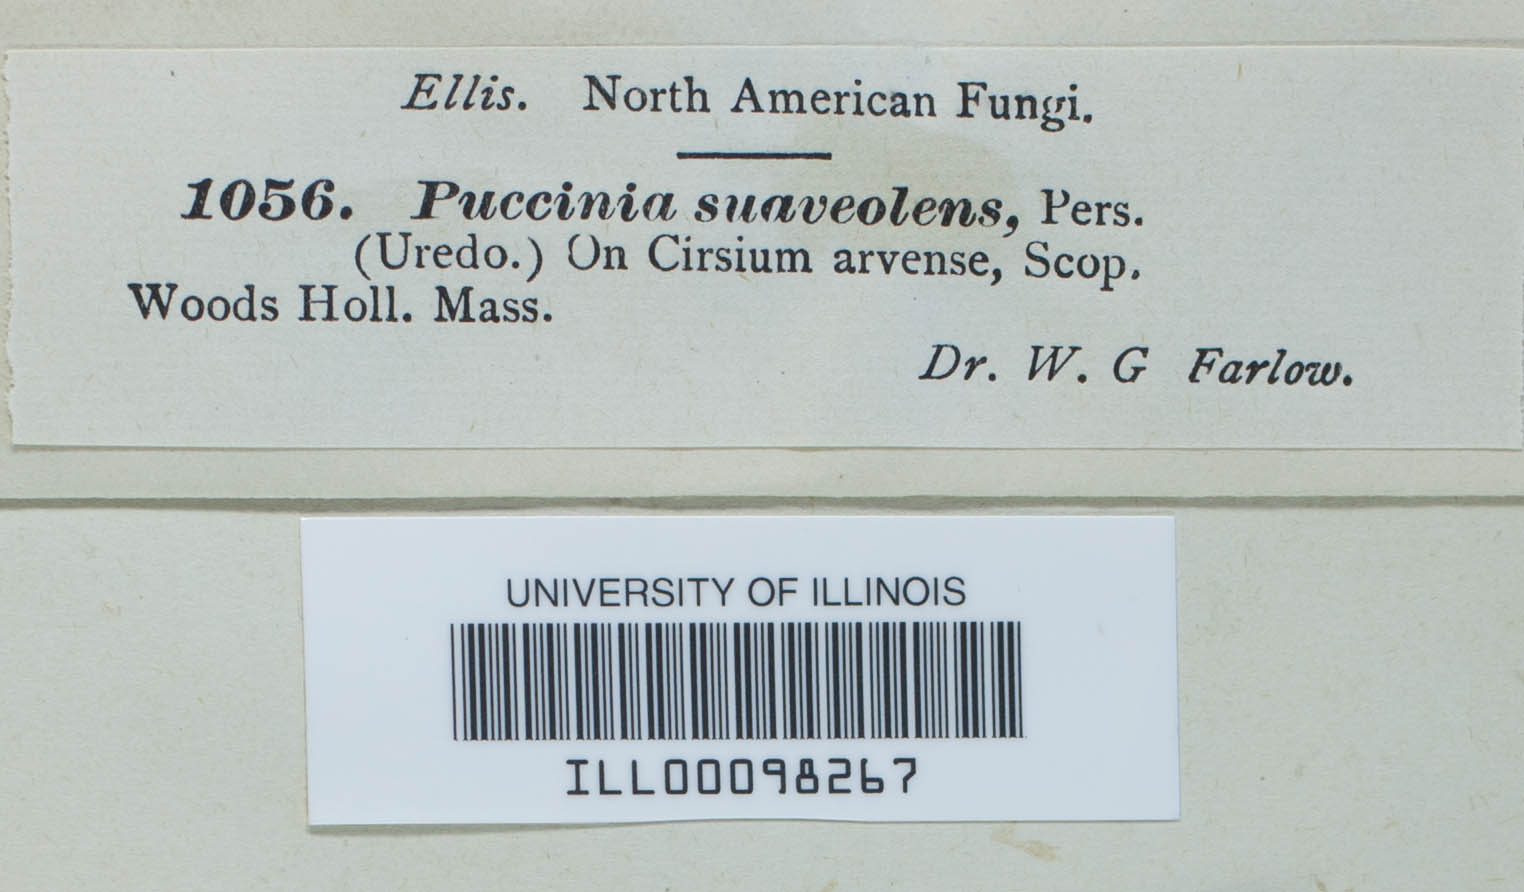 Ellis. North American Fungi.
1056. Puccinia suaveolens, Pers.
(Uredo.) On Cirsium arvense, Scop.
Woods Holl. Mass.
Dr. W. G Farlow.
UNIVERSITY OF ILLINOIS
ILL00098267